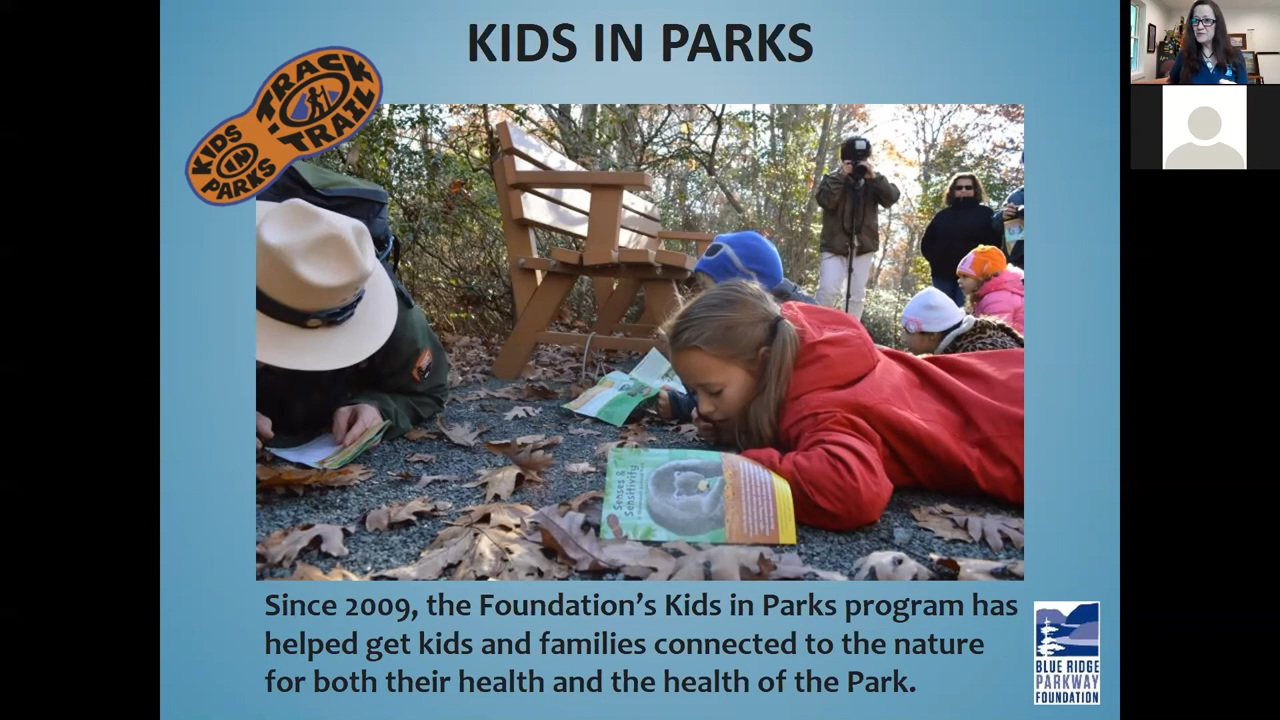 KIDS IN PARKS
TRACK
TRAIL
KIDS
IN
PARKS
Senses &
Sensitivity
Since 2009, the Foundation's Kids in Parks program has
helped get kids and families connected to the nature
for both their health and the health of the Park.
BLUE RIDGE
PARKWAY
FOUNDATION